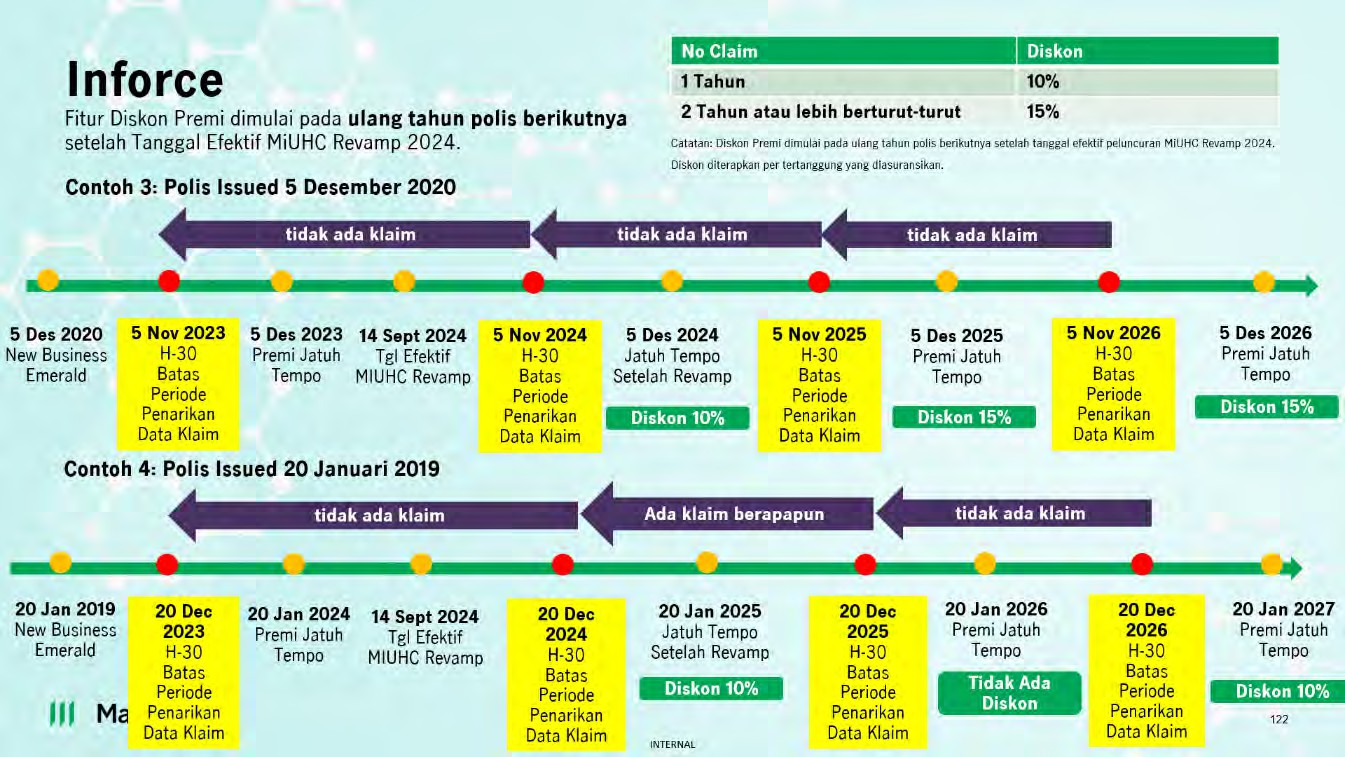 Inforce
Fitur Diskon Premi dimulai pada ulang tahun polis berikutnya
setelah Tanggal Efektif MiUHC Revamp 2024.
No Claim Diskon
1 Tahun 10%
2 Tahun atau lebih berturut-turut 15%
Catatan: Diskon Premi dimulai pada ulang tahun polis berikutnya setelah tanggal efektif peluncuran MiUHC Revamp 2024.
Diskon diterapkan per tertanggung yang diasuransikan.
Contoh 3: Polis Issued 5 Desember 2020
tidak ada klaim
tidak ada klaim
tidak ada klaim
5 Des 2020
New Business
Emerald
5 Nov 2023
H-30
Batas
Periode
Penarikan
Data Klaim
5 Des 2023
Premi Jatuh
Tempo
14 Sept 2024
Tgl Efektif
MIUHC Revamp
5 Nov 2024
H-30
Batas
Periode
Penarikan
Data Klaim
5 Des 2024
Jatuh Tempo
Setelah Revamp
Diskon 10%
5 Nov 2025
H-30
Batas
Periode
Penarikan
Data Klaim
5 Des 2025
Premi Jatuh
Tempo
Diskon 15%
5 Nov 2026
H-30
Batas
Periode
Penarikan
Data Klaim
5 Des 2026
Premi Jatuh
Tempo
Diskon 15%
Contoh 4: Polis Issued 20 Januari 2019
tidak ada klaim
Ada klaim berapapun
tidak ada klaim
20 Jan 2019
New Business
Emerald
20 Dec
2023
H-30
Batas
Periode
Penarikan
Data Klaim
20 Jan 2024
Premi Jatuh
Tempo
14 Sept 2024
Tgl Efektif
MIUHC Revamp
20 Dec
2024
H-30
Batas
Periode
Penarikan
Data Klaim
20 Jan 2025
Jatuh Tempo
Setelah Revamp
Diskon 10%
20 Dec
2025
H-30
Batas
Periode
Penarikan
Data Klaim
20 Jan 2026
Premi Jatuh
Tempo
Tidak Ada
Diskon
20 Dec
2026
H-30
Batas
Periode
Penarikan
Data Klaim
20 Jan 2027
Premi Jatuh
Tempo
Diskon 10%
Ma
122
INTERNAL